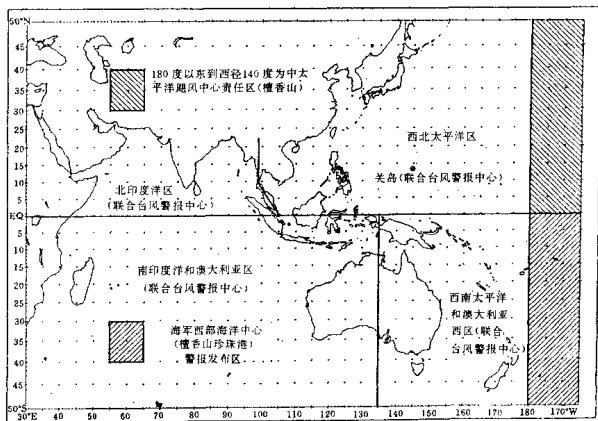 50°N
45
40
35
30
25
20
15
10
5
EQ
5
10
15
20
25
30
35
40
45
50°S
180度以东到西径140度为中太
平洋飓风中心责任区(檀香山)
西北太平洋区
关岛(联合台风警报中心)
北印度洋区
(联合台风警报中心)
南印度洋和澳大利亚区
(联合台风警报中心)
西南太平洋
和澳大利亚
西区(联合
台风警报中心)
海军西部海洋中心
(檀香山珍珠港)
警报发布区
30°E
40
50
60
70
80
90
100
110
120
130
140
150
160
170
180
170°W